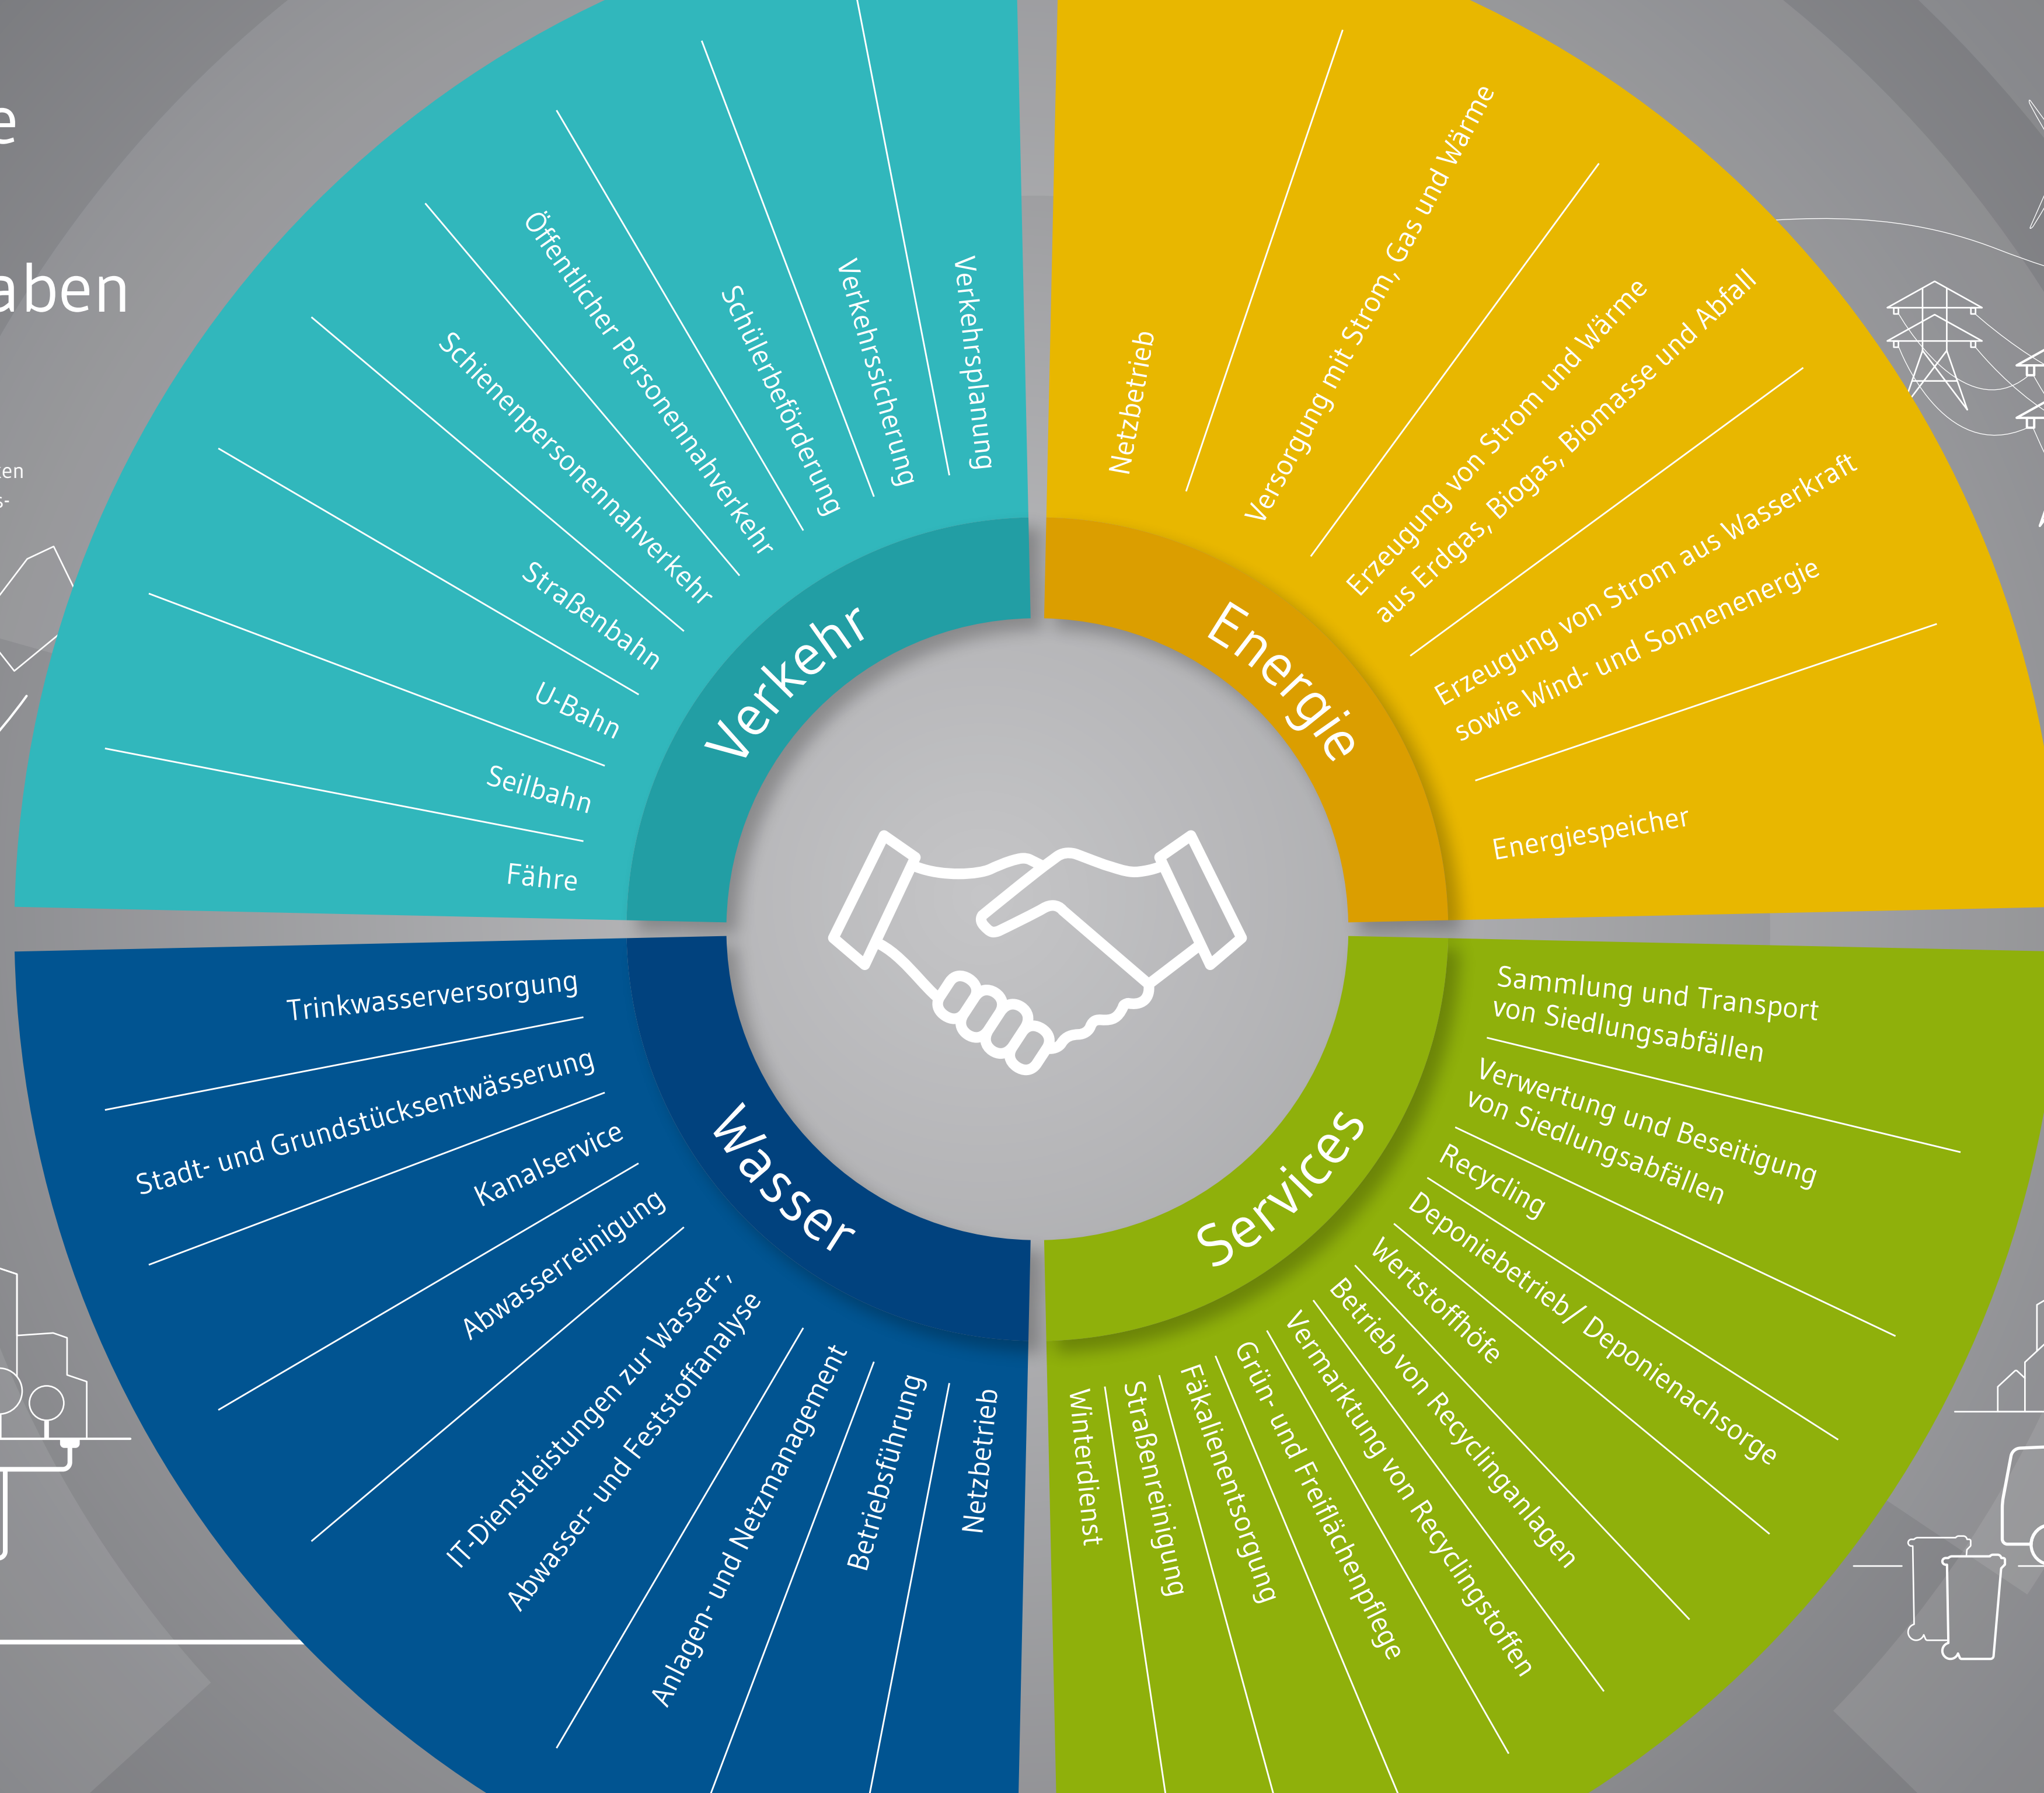 aben
Verkehr
Verkehrsplanung
Verkehrssicherung
Schülerbeförderung
Öffentlicher Personennahverkehr
Schienenpersonennahverkehr
Straßenbahn
U-Bahn
Seilbahn
Fähre
Energie
Netzbetrieb
Versorgung mit Strom, Gas und Wärme
Erzeugung von Strom und Wärme
aus Erdgas, Biogas, Biomasse und Abfall
Erzeugung von Strom aus Wasserkraft
sowie Wind- und Sonnenenergie
Energiespeicher
Wasser
Trinkwasserversorgung
Stadt- und Grundstücksentwässerung
Kanalservice
Abwasserreinigung
IT-Dienstleistungen zur Wasser-,
Abwasser- und Feststoffanalyse
Anlagen- und Netzmanagement
Betriebsführung
Netzbetrieb
Services
Sammlung und Transport
von Siedlungsabfällen
Verwertung und Beseitigung
von Siedlungsabfällen
Recycling
Deponiebetrieb/ Deponienachsorge
Wertstoffhöfe
Betrieb von Recyclinganlagen
Vermarktung von Recyclingstoffen
Grün- und Freiflächenpflege
Fäkalienentsorgung
Straßenreinigung
Winterdienst